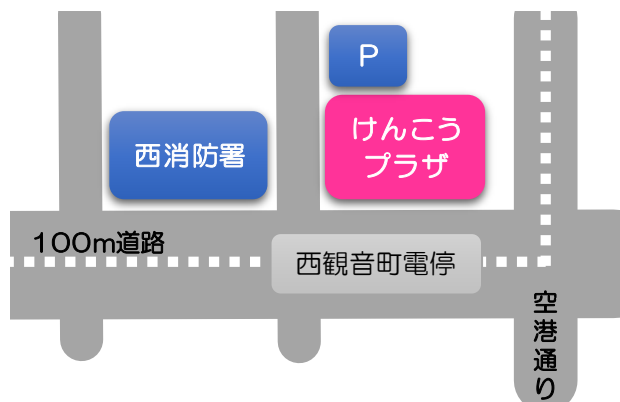 P
けんこう
プラザ
西消防署
100m道路
西観音町電停
空港通り